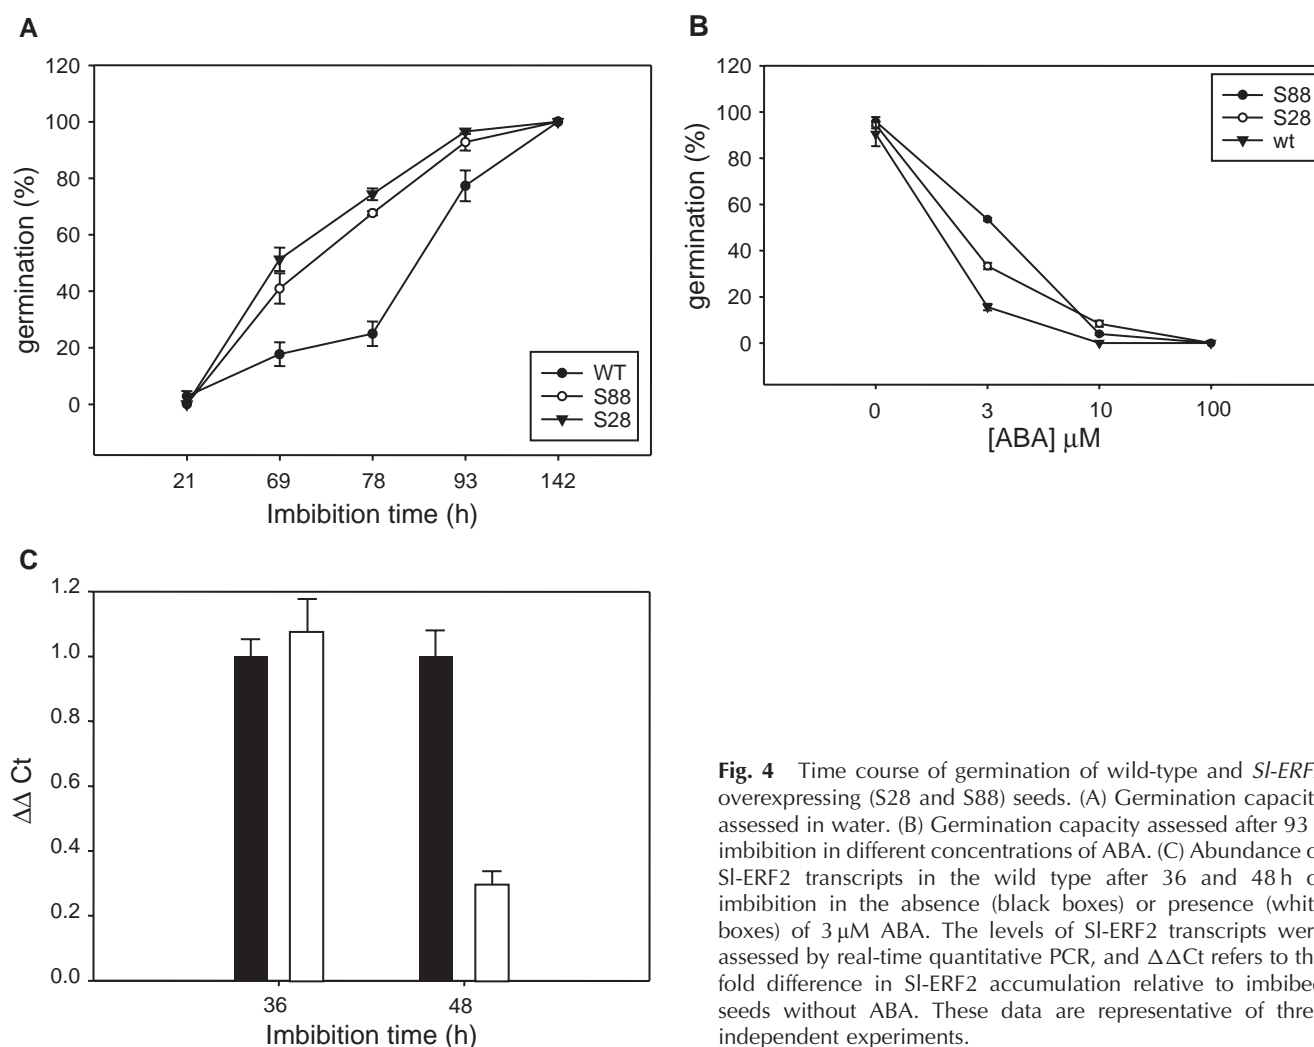 A
120
100
80
60
40
20
0
germination (%)
WT
S88
S28
21 69 78 93 142
Imbibition time (h)
B
120
100
80
60
40
20
0
germination (%)
S88
S28
wt
0 3 10 100
[ABA] µM
C
1.2
1.0
0.8
0.6
0.4
0.2
0.0
ΔΔ Ct
36 48
Imbibition time (h)
Fig. 4 Time course of germination of wild-type and Sl-ERF
overexpressing (S28 and S88) seeds. (A) Germination capacit
assessed in water. (B) Germination capacity assessed after 93
imbibition in different concentrations of ABA. (C) Abundance o
Sl-ERF2 transcripts in the wild type after 36 and 48 h o
imbibition in the absence (black boxes) or presence (whit
boxes) of 3 µM ABA. The levels of Sl-ERF2 transcripts wer
assessed by real-time quantitative PCR, and ΔΔCt refers to th
fold difference in Sl-ERF2 accumulation relative to imbibe
seeds without ABA. These data are representative of thre
independent experiments.